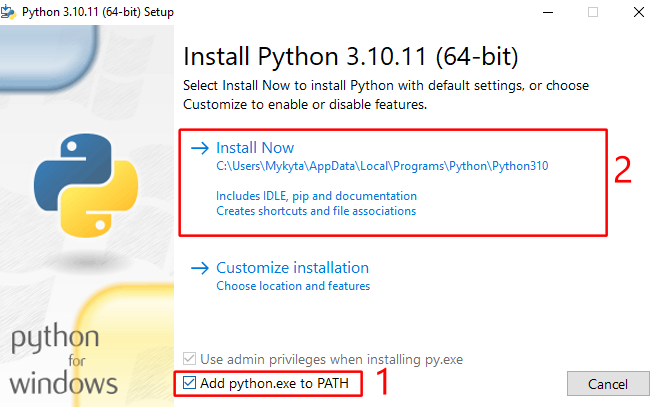 Python 3.10.11 (64-bit) Setup
Install Python 3.10.11 (64-bit)
Select Install Now to install Python with default settings, or choose
Customize to enable or disable features.
Install Now
C:\Users\Mykyta\AppData\Local\Programs\Python\Python310
Includes IDLE, pip and documentation
Creates shortcuts and file associations
2
Customize installation
Choose location and features
python
for
windows
Use admin privileges when installing py.exe
Add python.exe to PATH
1
Cancel